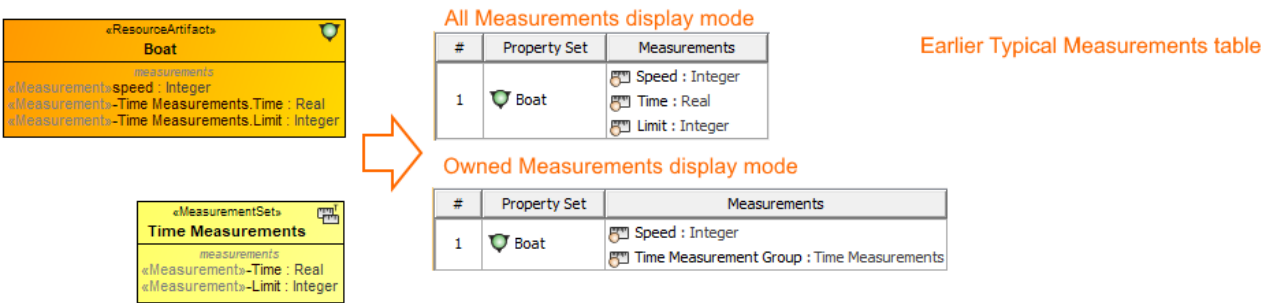 «ResourceArtifact»
Boat
measurements
«Measurement»speed : Integer
«Measurement»-Time Measurements.Time : Real
«Measurement»-Time Measurements.Limit : Integer
«MeasurementSet»
Time Measurements
measurements
«Measurement»-Time : Real
«Measurement»-Limit : Integer
All Measurements display mode
# Property Set Measurements
1 Boat
Speed : Integer
Time : Real
Limit : Integer
Owned Measurements display mode
# Property Set Measurements
1 Boat
Speed : Integer
Time Measurement Group : Time Measurements
Earlier Typical Measurements table